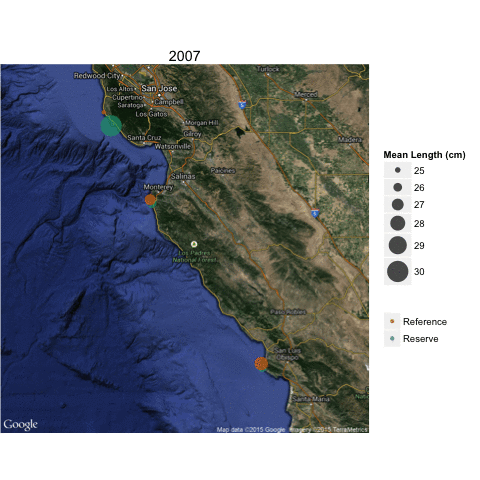 2007
Redwood City
Turlock
Los Altos
San Jose
Cupertino
Saratoga
Campbell
Merced
Los Gatos
Morgan Hill
Santa Cruz
Gilroy
Madera
Watsonville
Salinas
Paicines
Monterey
Los Padres
National Forest
Paso Robles
San Luis
Obispo
Santa Maria
Google
Map data ©2015 Google Imagery ©2015 TerraMetrics
Mean Length (cm)
25
26
27
28
29
30
Reference
Reserve